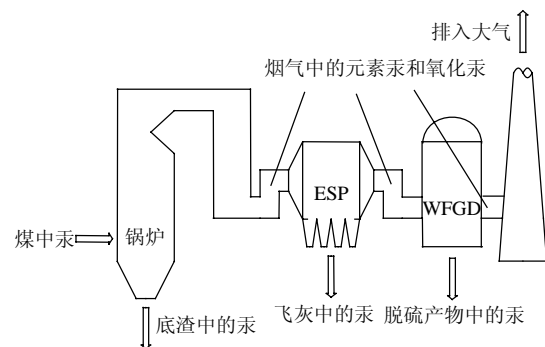 排入大气
烟气中的元素汞和氧化汞
ESP
WFGD
煤中汞
锅炉
底渣中的汞
飞灰中的汞
脱硫产物中的汞